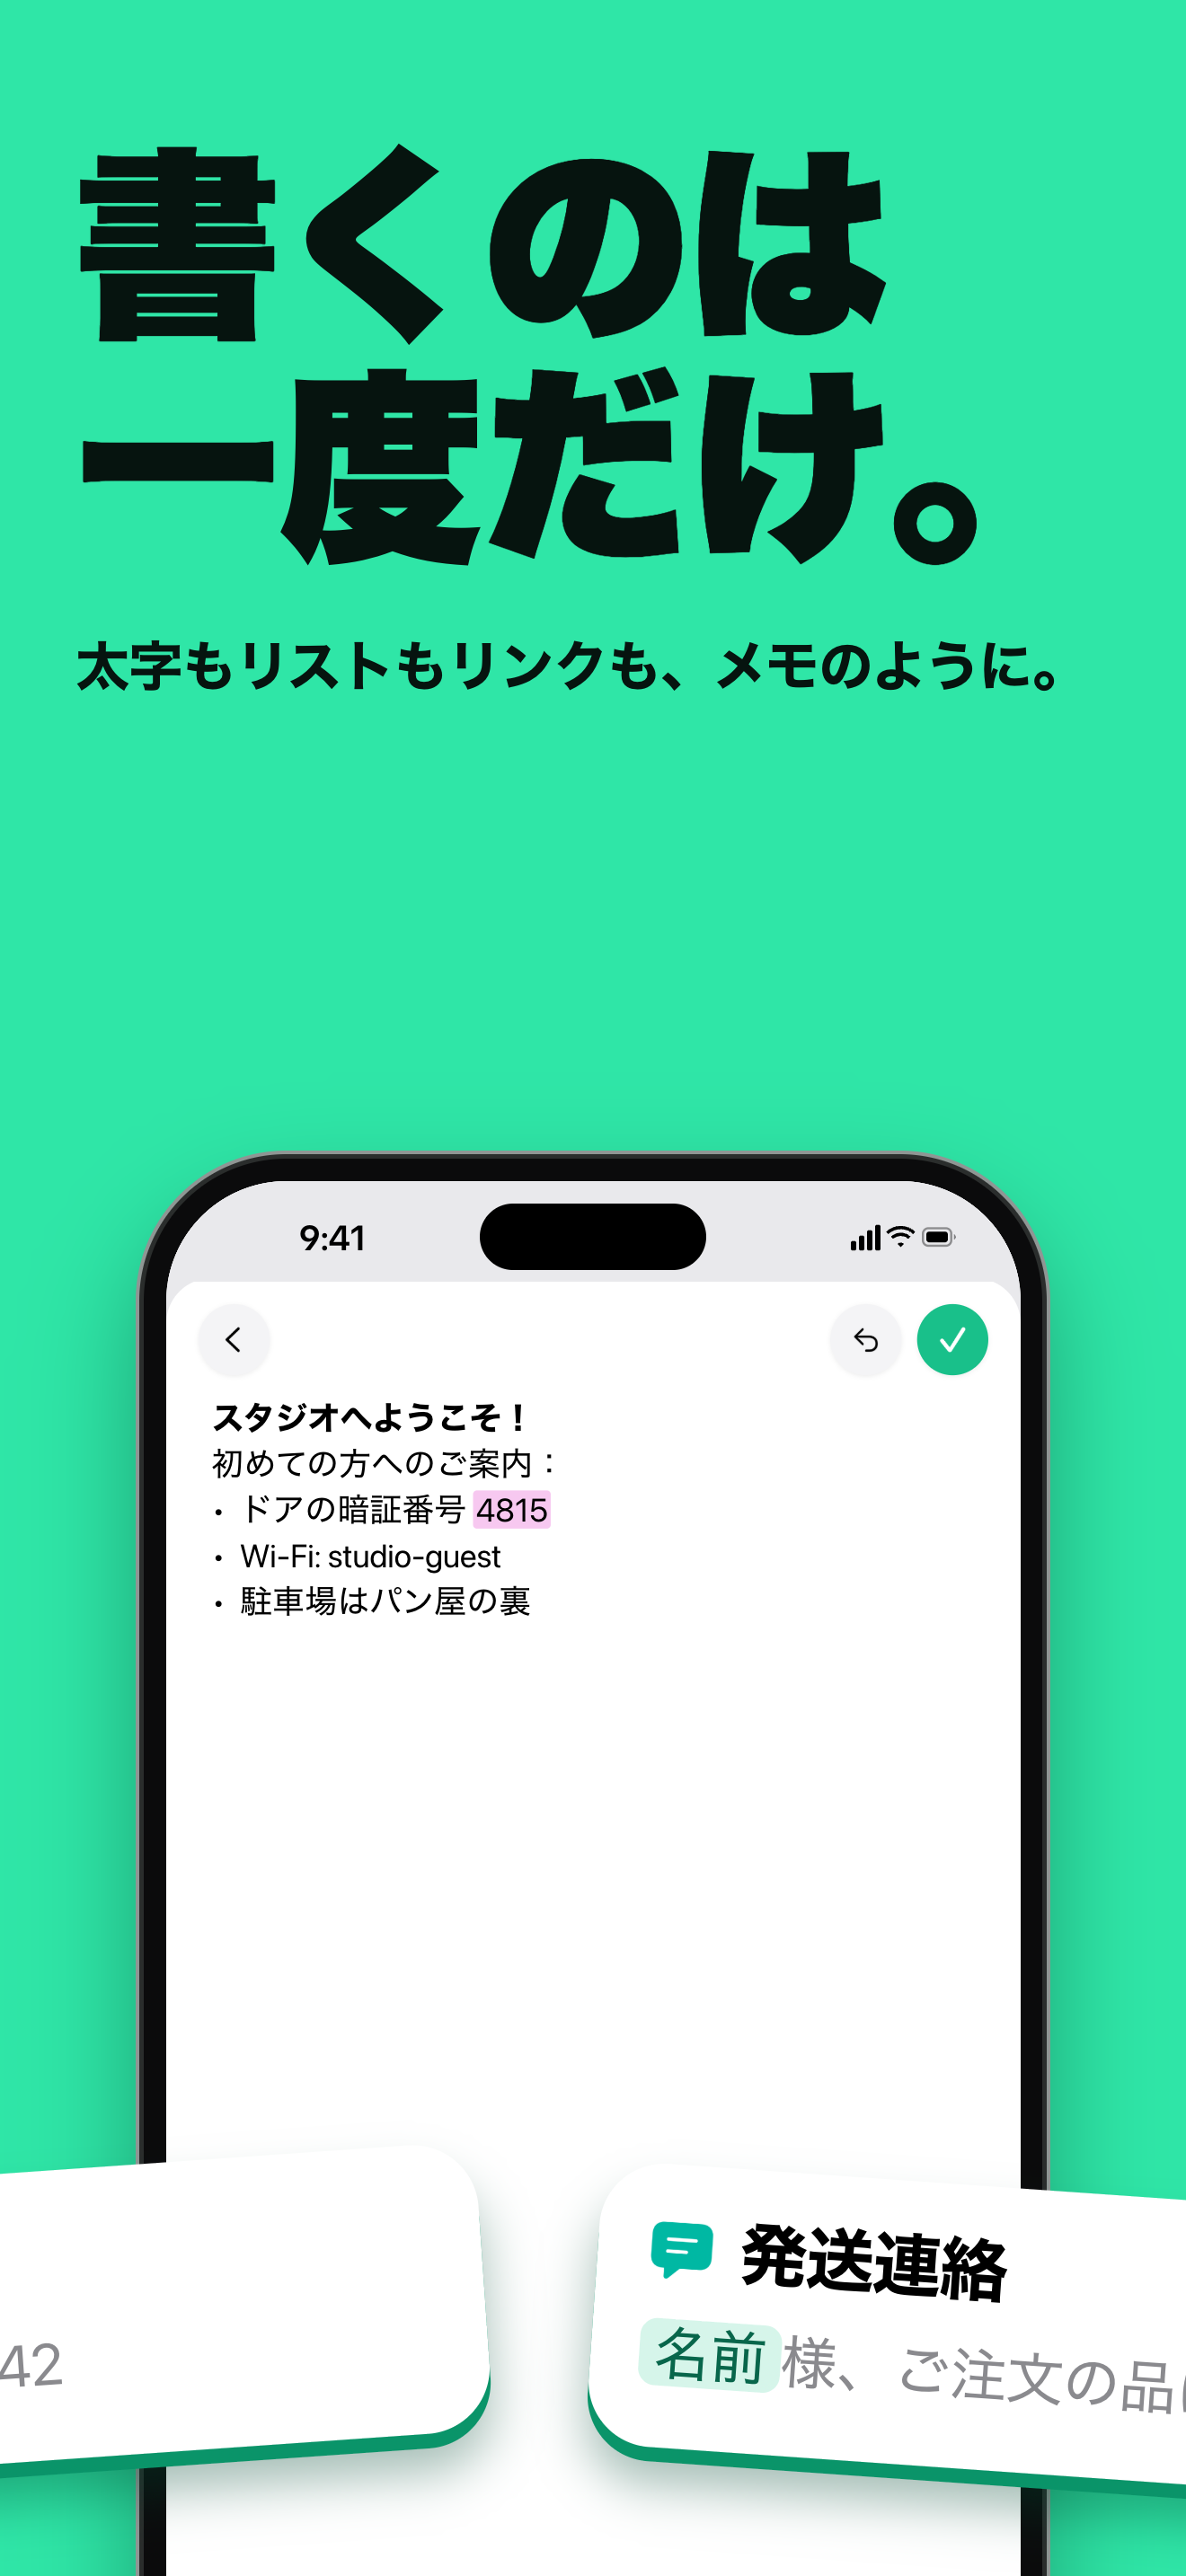 書くのは
一度だけ。
太字もリストもリンクも、メモのように。
9:41
スタジオへようこそ！
初めての方へのご案内：
• ドアの暗証番号 4815
• Wi-Fi: studio-guest
• 駐車場はパン屋の裏
42
発送連絡
名前 様、ご注文の品